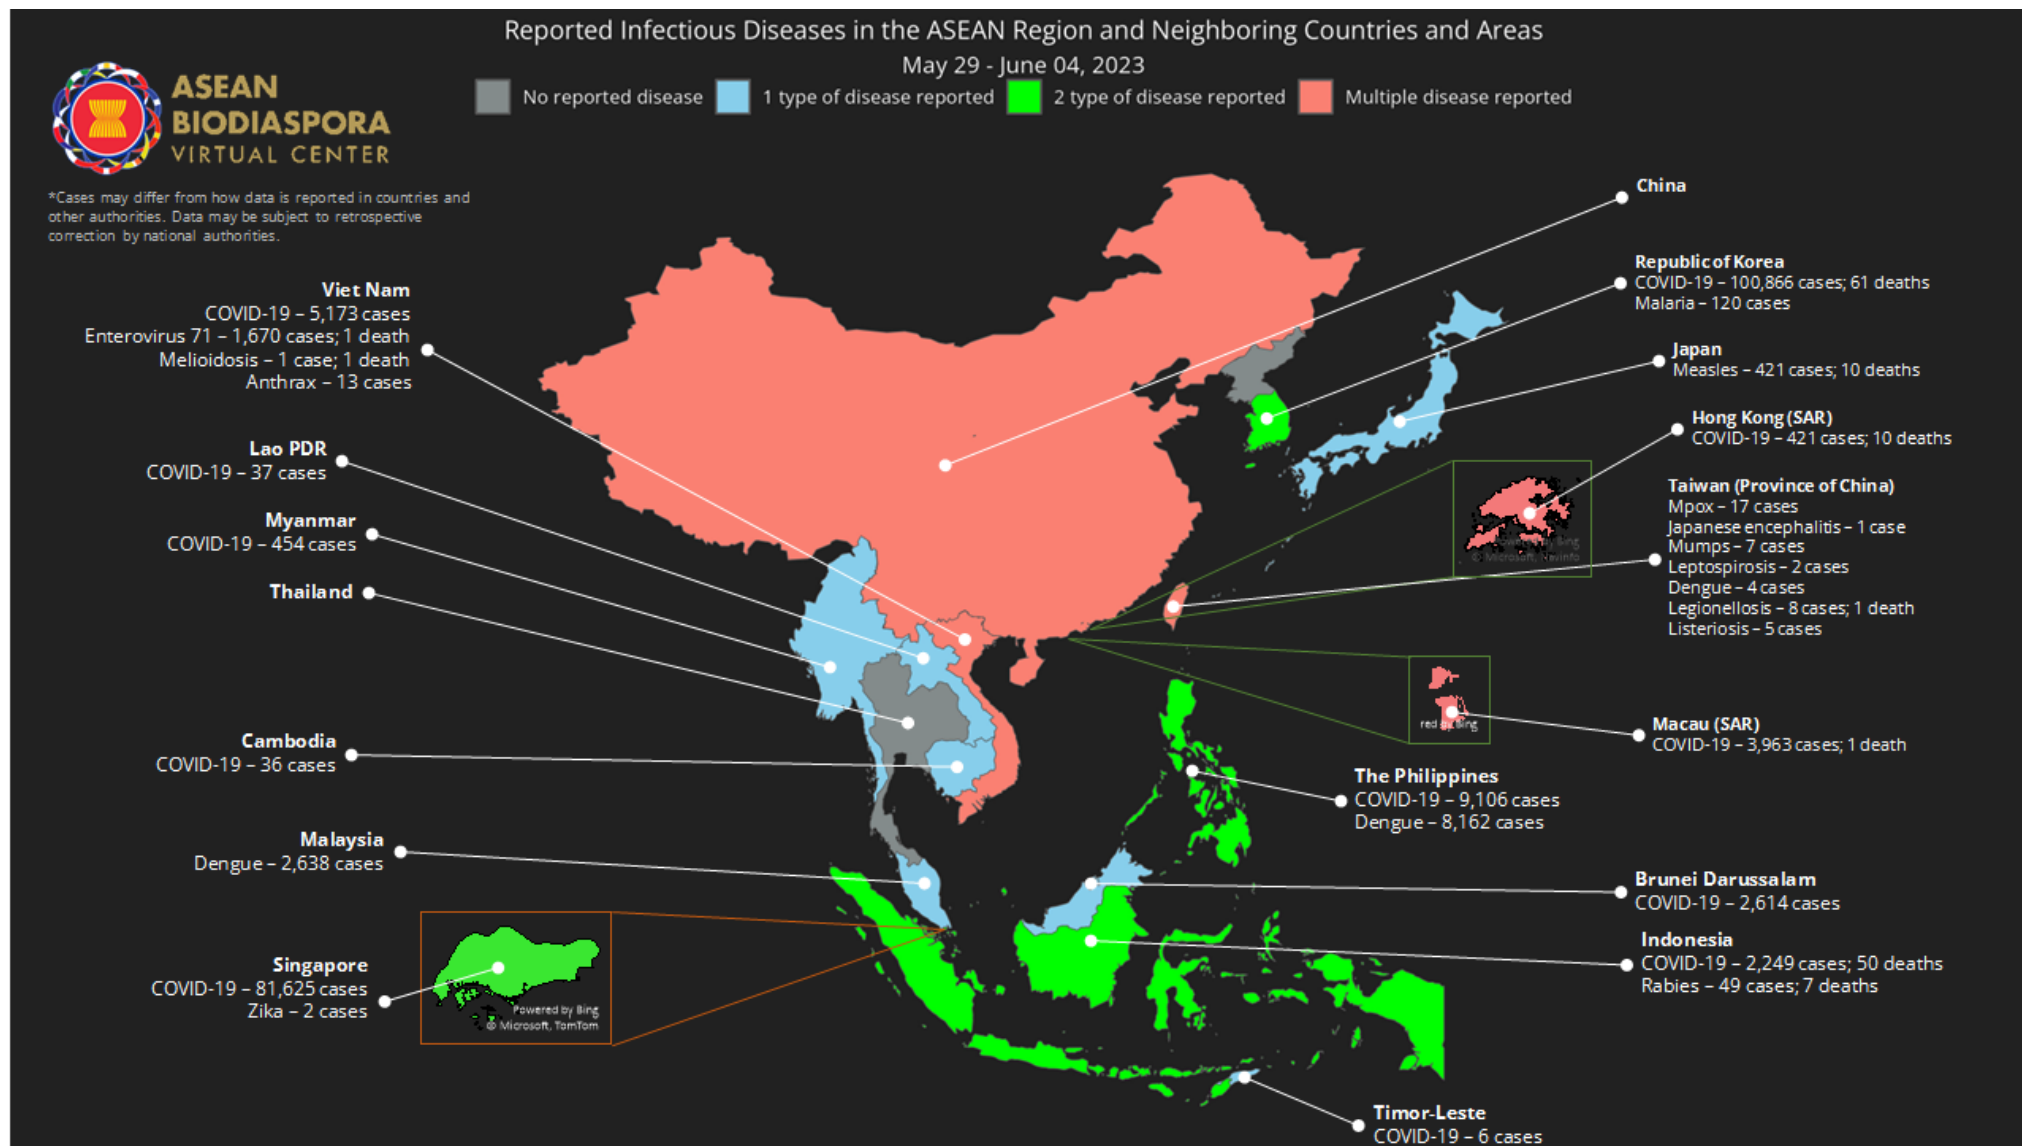 Reported Infectious Diseases in the ASEAN Region and Neighboring Countries and Areas
May 29 - June 04, 2023
No reported disease
1 type of disease reported
2 type of disease reported
Multiple disease reported
ASEAN
BIODIASPORA
VIRTUAL CENTER
*Cases may differ from how data is reported in countries and
other authorities. Data may be subject to retrospective
correction by national authorities.
Viet Nam
COVID-19 – 5,173 cases
Enterovirus 71 – 1,670 cases; 1 death
Melioidosis – 1 case; 1 death
Anthrax – 13 cases
Lao PDR
COVID-19 – 37 cases
Myanmar
COVID-19 – 454 cases
Thailand
Cambodia
COVID-19 – 36 cases
Malaysia
Dengue – 2,638 cases
Singapore
COVID-19 – 81,625 cases
Zika – 2 cases
Powered by Bing
© Microsoft, TomTom
China
Republic of Korea
COVID-19 – 100,866 cases; 61 deaths
Malaria – 120 cases
Japan
Measles – 421 cases; 10 deaths
Hong Kong (SAR)
COVID-19 – 421 cases; 10 deaths
Powered by Bing
© Microsoft, Navinfo
Taiwan (Province of China)
Mpox – 17 cases
Japanese encephalitis – 1 case
Mumps – 7 cases
Leptospirosis – 2 cases
Dengue – 4 cases
Legionellosis – 8 cases; 1 death
Listeriosis – 5 cases
red by Bing
Macau (SAR)
COVID-19 – 3,963 cases; 1 death
The Philippines
COVID-19 – 9,106 cases
Dengue – 8,162 cases
Brunei Darussalam
COVID-19 – 2,614 cases
Indonesia
COVID-19 – 2,249 cases; 50 deaths
Rabies – 49 cases; 7 deaths
Timor-Leste
COVID-19 – 6 cases